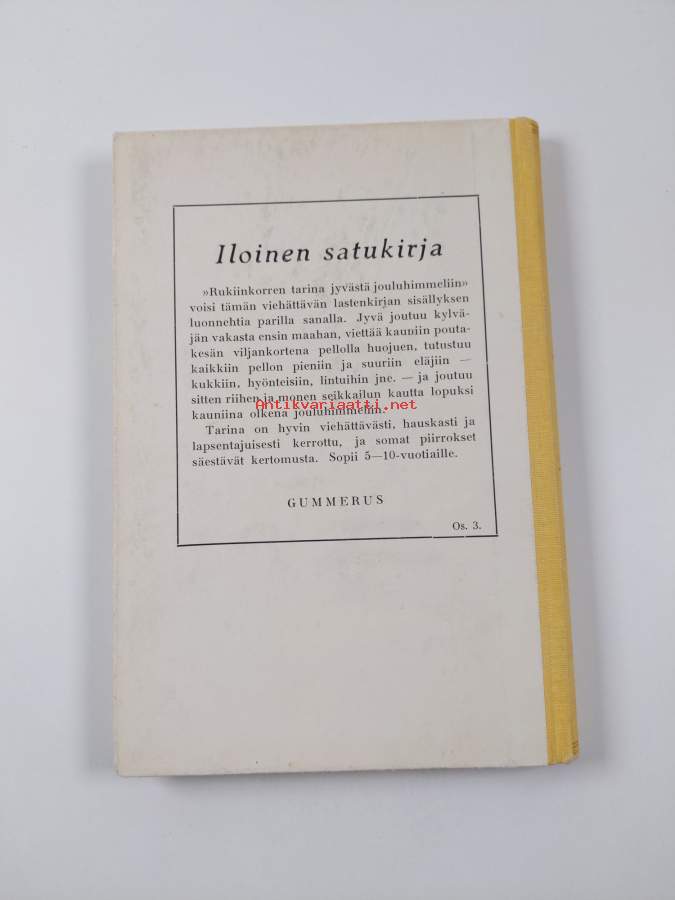 Iloinen satukirja
»Rukiinkorren tarina jyvästä jouluhimmeliin»
voisi tämän viehättävän lastenkirjan sisällyksen
luonnehtia parilla sanalla. Jyvä joutuu kylvä-
jän vakasta ensin maahan, viettää kauniin pouta-
kesän viljankortena pellolla huojuen, tutustuu
kaikkiin pellon pieniin ja suuriin eläjiin —
kukkiin, hyönteisiin, lintuihin jne. — ja joutuu
sitten riihen ja monen seikkailun kautta lopuksi
Antikvariaatti.net
kauniina olkena jouluhimmeliin.
Tarina on hyvin viehättävästi, hauskasti ja
lapsentajuisesti kerrottu, ja somat piirrokset
säestävät kertomusta. Sopii 5—10-vuotiaille.
GUMMERUS
Os. 3.